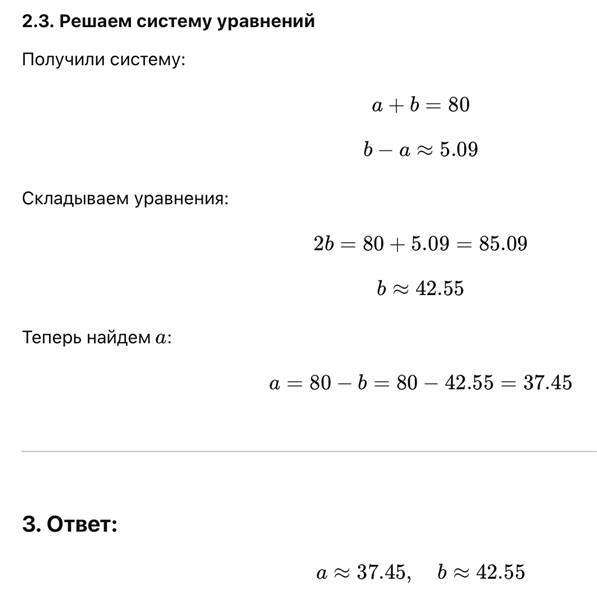 2.3. Решаем систему уравнений
Получили систему:
a + b = 80
b − a ≈ 5.09
Складываем уравнения:
2b = 80 + 5.09 = 85.09
b ≈ 42.55
Теперь найдем a:
a = 80 − b = 80 − 42.55 = 37.45
3. Ответ:
a ≈ 37.45, b ≈ 42.55